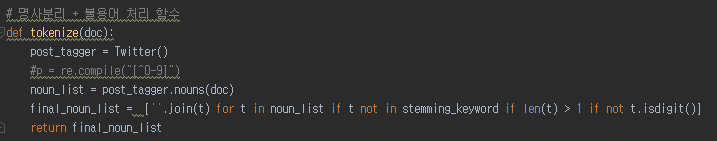 # 명사분리 + 불용어 처리 함수
def tokenize(doc):
post_tagger = Twitter()
#p = re.compile("[^0-9]")
noun_list = post_tagger.nouns(doc)
final_noun_list = [''.join(t) for t in noun_list if t not in stemming_keyword if len(t) > 1 if not t.isdigit()]
return final_noun_list